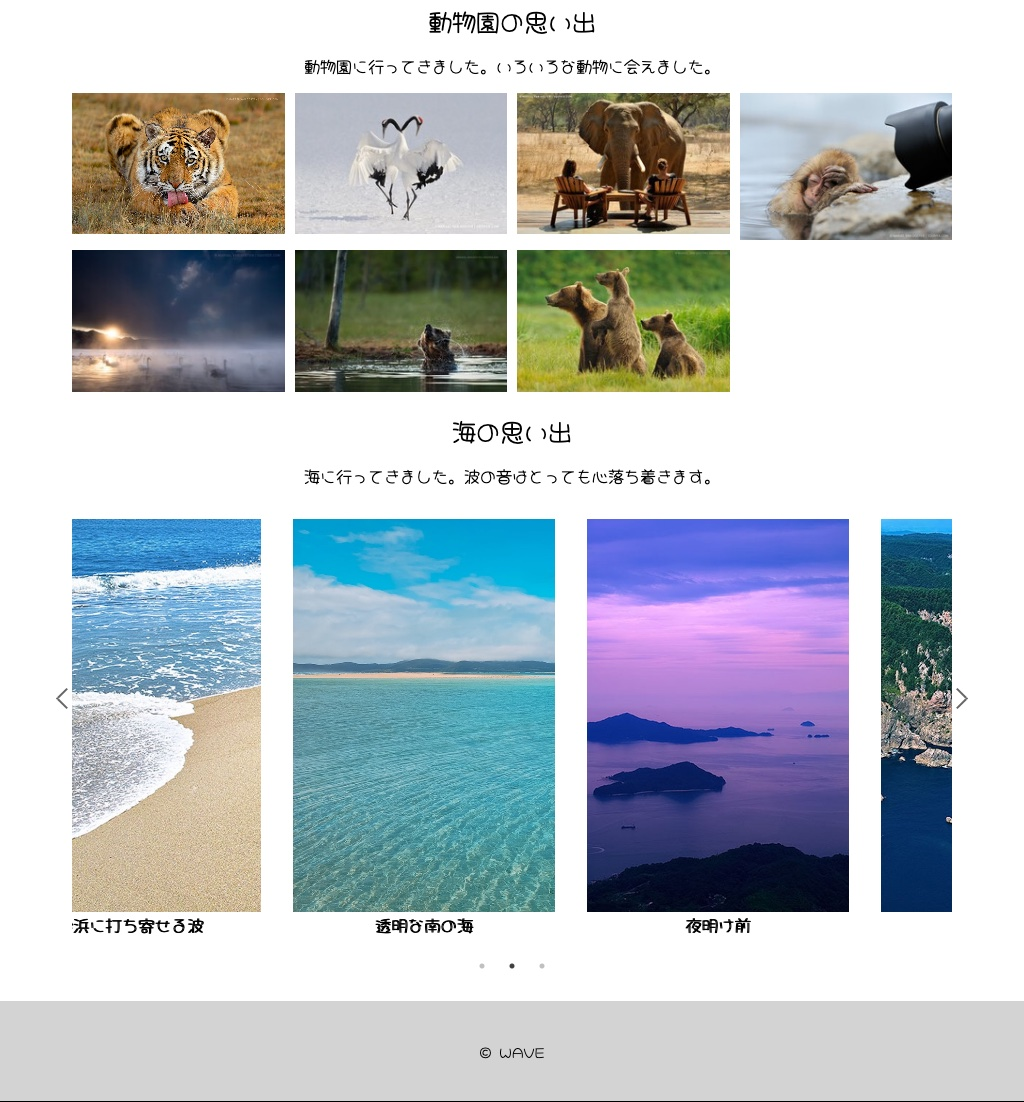 動物園の思い出
動物園に行ってきました。いろいろな動物に会えました。
海の思い出
海に行ってきました。波の音はとっても心落ち着きます。
浜に打ち寄せる波
透明な南の海
夜明け前
© WAVE